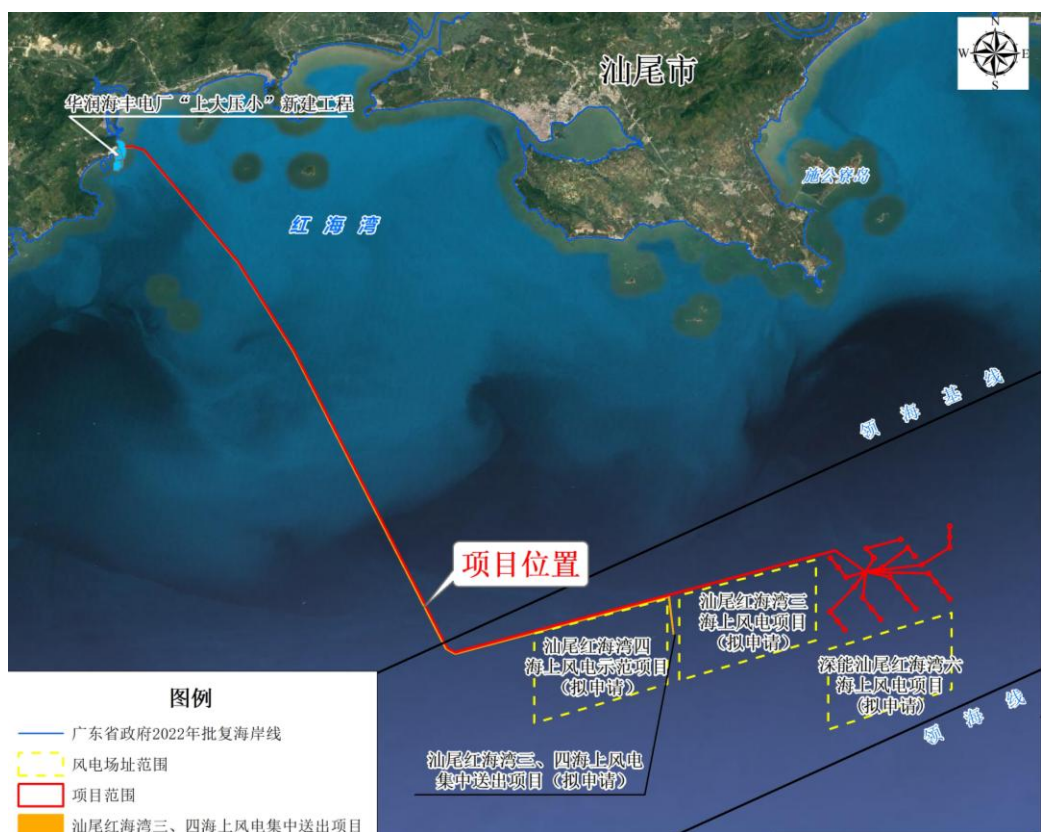 汕尾市
N
W
E
S
华润海丰电厂“上大压小”新建工程
施公寮岛
红海湾
领海基线
项目位置
汕尾红海湾三
海上风电项目
(拟申请)
汕尾红海湾四
海上风电示范项目
(拟申请)
深能汕尾红海湾六
海上风电项目
(拟申请)
领海线
汕尾红海湾三、四海上风电
集中送出项目(拟申请)
图例
广东省政府2022年批复海岸线
风电场址范围
项目范围
汕尾红海湾三、四海上风电集中送出项目